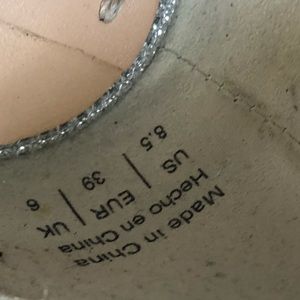 8.5 | 39 | 6
US | EUR | UK
Hecho en China
Made in China